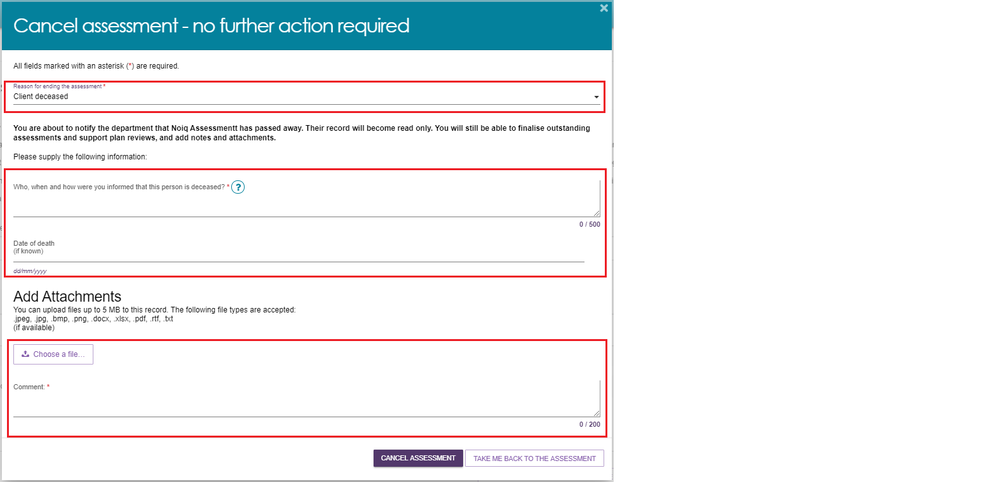 ×
Cancel assessment - no further action required
All fields marked with an asterisk (*) are required.
Reason for ending the assessment *
Client deceased
You are about to notify the department that Noiq Assessmentt has passed away. Their record will become read only. You will still be able to finalise outstanding
assessments and support plan reviews, and add notes and attachments.
Please supply the following information:
Who, when and how were you informed that this person is deceased? * ?
0 / 500
Date of death
(if known)
dd/mm/yyyy
Add Attachments
You can upload files up to 5 MB to this record. The following file types are accepted:
.jpeg, .jpg, .bmp, .png, .docx, .xlsx, .pdf, .rtf, .txt
(if available)
Choose a file...
Comment: *
0 / 200
CANCEL ASSESSMENT TAKE ME BACK TO THE ASSESSMENT